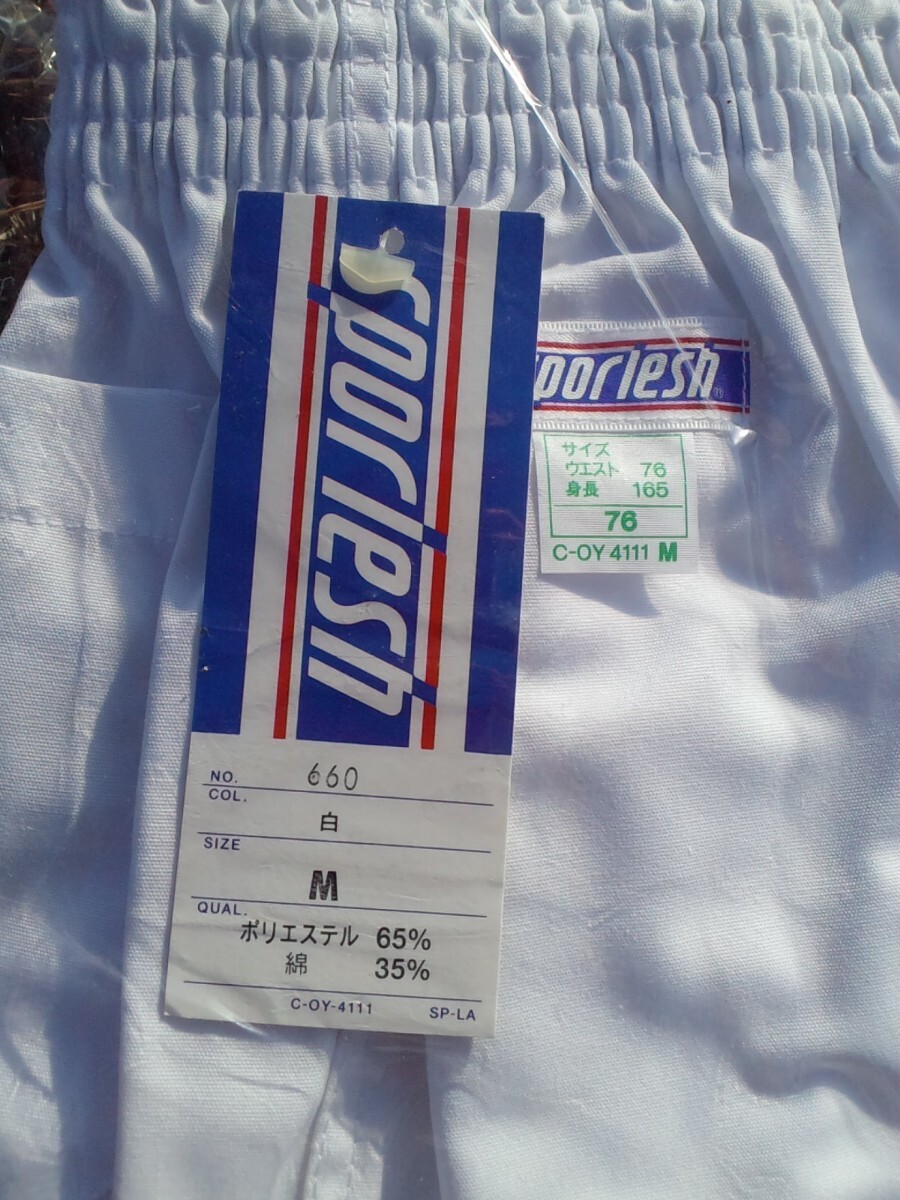 sporlesh
NO. 660
COL.
白
SIZE
M
QUAL.
ポリエステル 65%
綿 35%
C-OY-4111 SP-LA
sporlesh®
サイズ
ウエスト 76
身長 165
76
C-OY 4111 M